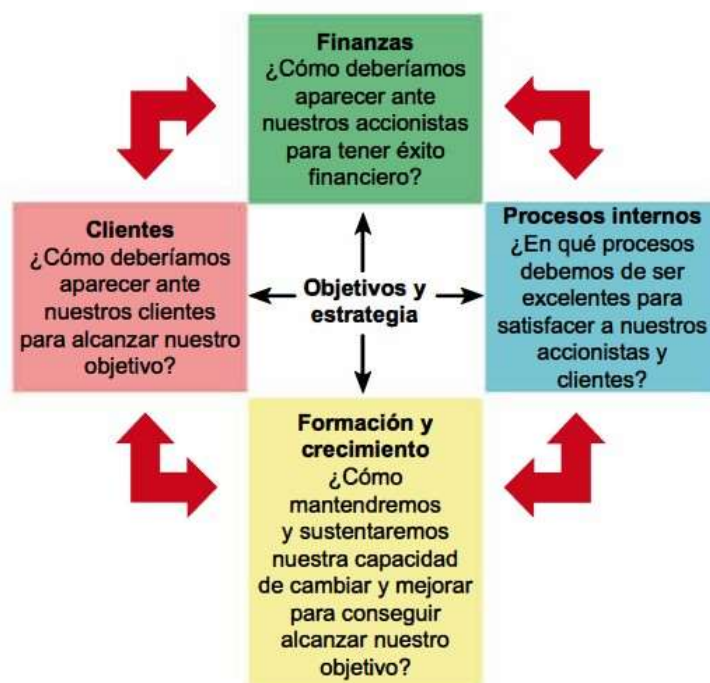 Finanzas
¿Cómo deberíamos
aparecer ante
nuestros accionistas
para tener éxito
financiero?
Clientes
¿Cómo deberíamos
aparecer ante
nuestros clientes
para alcanzar nuestro
objetivo?
Objetivos y
estrategia
Procesos internos
¿En qué procesos
debemos de ser
excelentes para
satisfacer a nuestros
accionistas y
clientes?
Formación y
crecimiento
¿Cómo
mantendremos
y sustentaremos
nuestra capacidad
de cambiar y mejorar
para conseguir
alcanzar nuestro
objetivo?